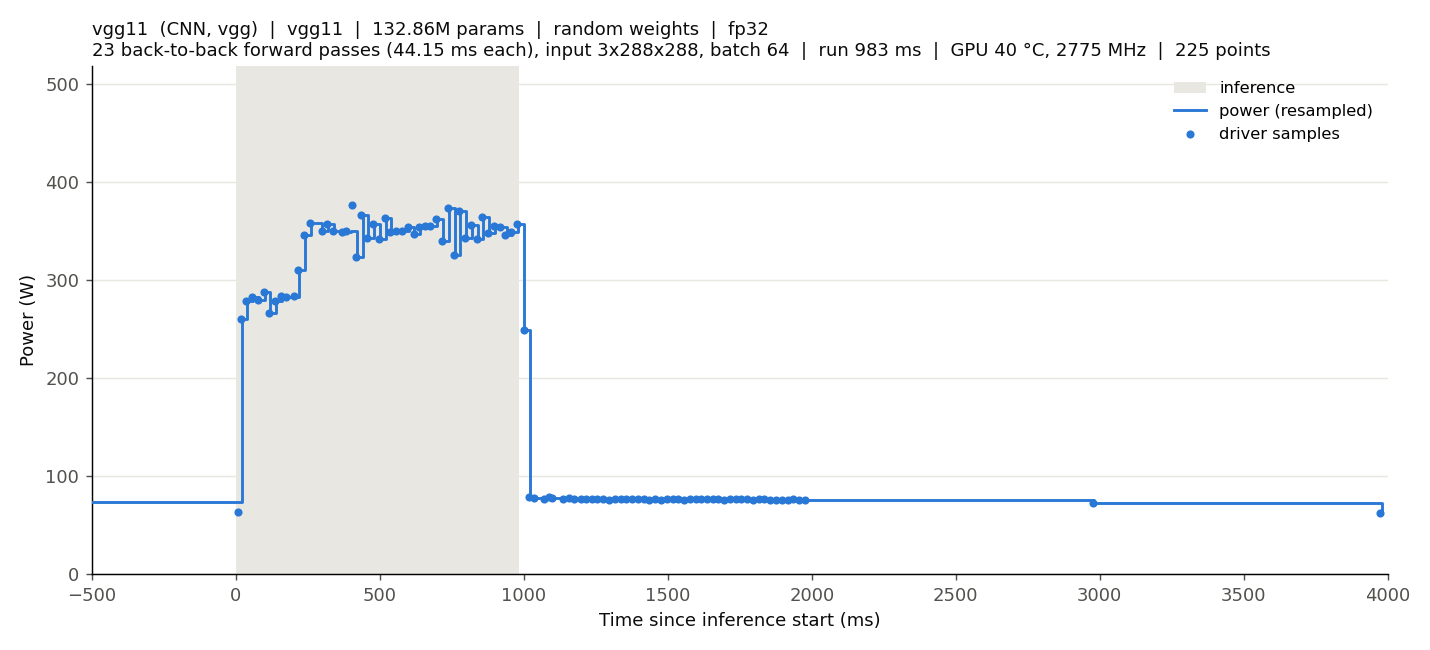 vgg11  (CNN, vgg)  |  vgg11  |  132.86M params  |  random weights  |  fp32
23 back-to-back forward passes (44.15 ms each), input 3x288x288, batch 64  |  run 983 ms  |  GPU 40 °C, 2775 MHz  |  225 points
inference
power (resampled)
driver samples
Power (W)
500
400
300
200
100
0
−500
0
500
1000
1500
2000
2500
3000
3500
4000
Time since inference start (ms)